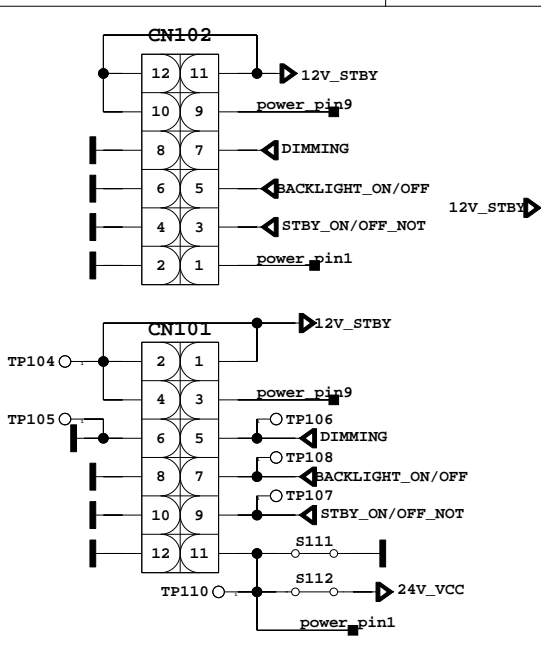 CN102
12 11 12V_STBY
10 9 power_pin9
8 7 DIMMING
6 5 BACKLIGHT_ON/OFF
12V_STBY
4 3 STBY_ON/OFF_NOT
2 1 power_pin1
CN101 12V_STBY
TP104 2 1
4 3 power_pin9
TP105 TP106
6 5 DIMMING
TP108
8 7 BACKLIGHT_ON/OFF
TP107
10 9 STBY_ON/OFF_NOT
12 11 S111
TP110 S112 24V_VCC
power_pin1